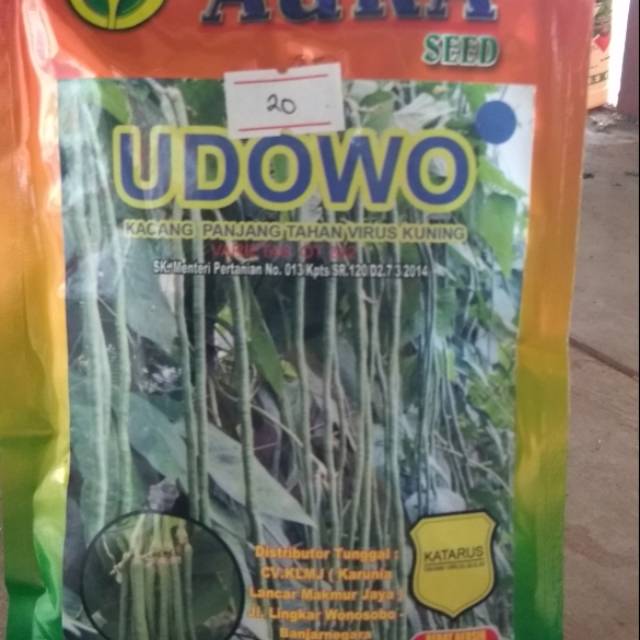 AURA
SEED
20
UDOWO
KACANG PANJANG TAHAN VIRUS KUNING
SK-Menteri Pertanian No. 013 Kpts SR.120 D2.7 3 2014
KATARUS
Distributor Tunggal :
CV.KLMJ ( Karunia
Lancar Makmur Jaya )
Jl. Lingkar Wonosobo -
Banjarnegara